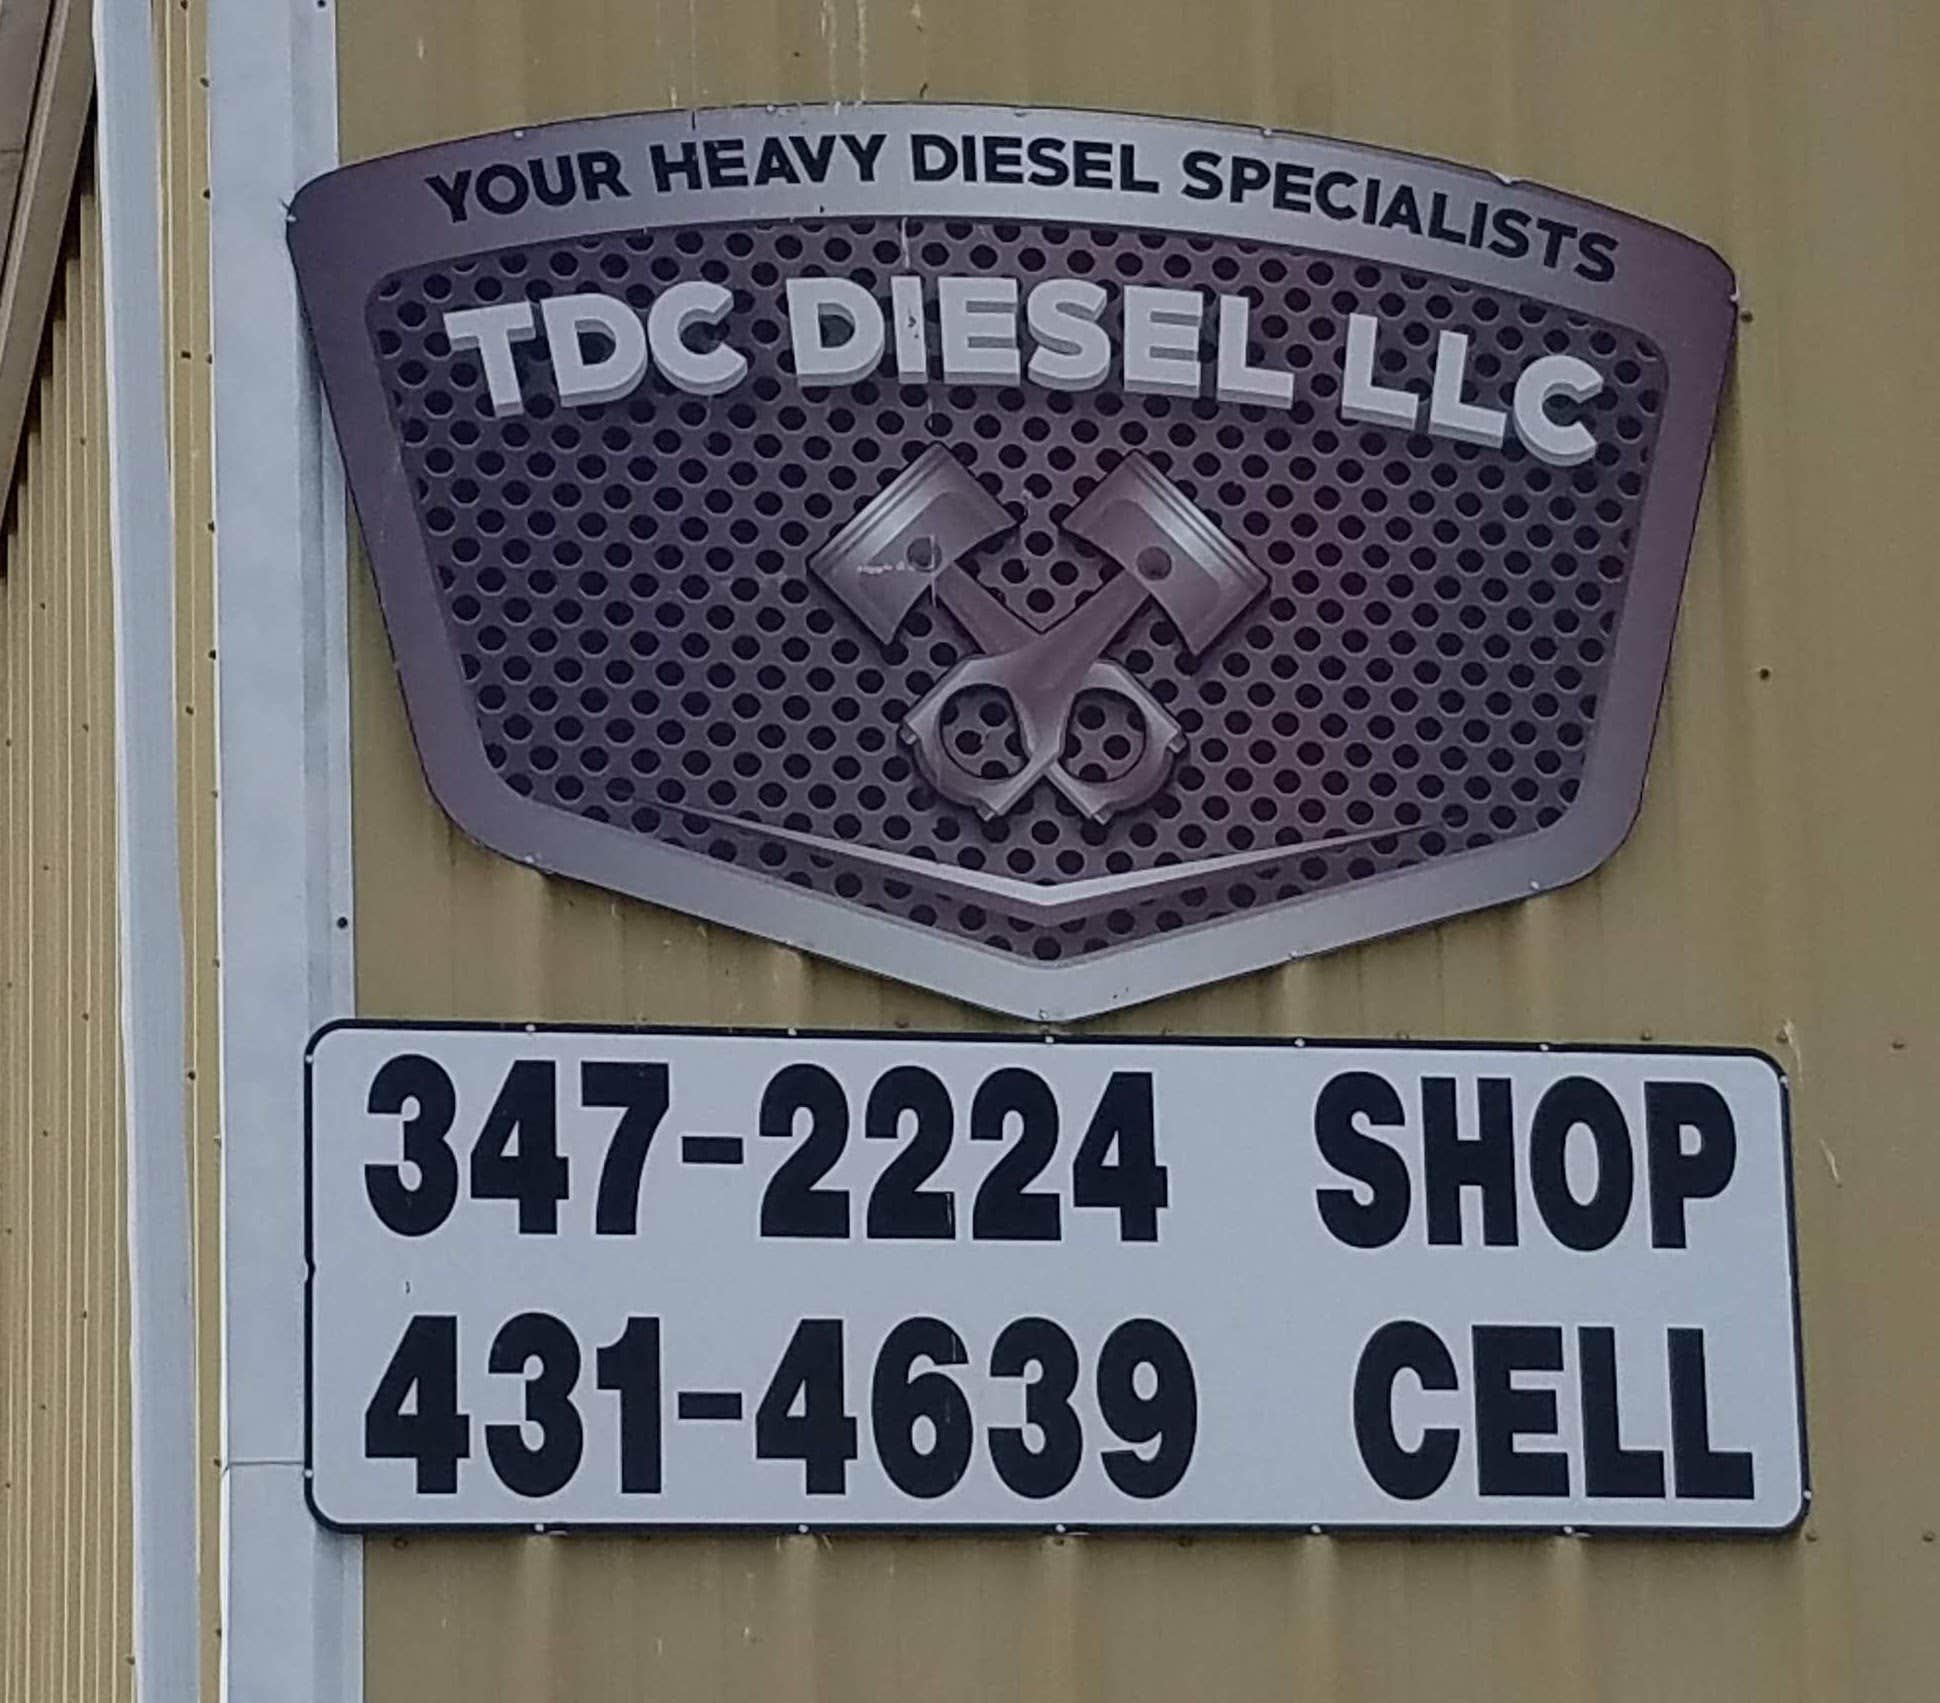 YOUR HEAVY DIESEL SPECIALISTS
TDC DIESEL LLC
347-2224 SHOP
431-4639 CELL